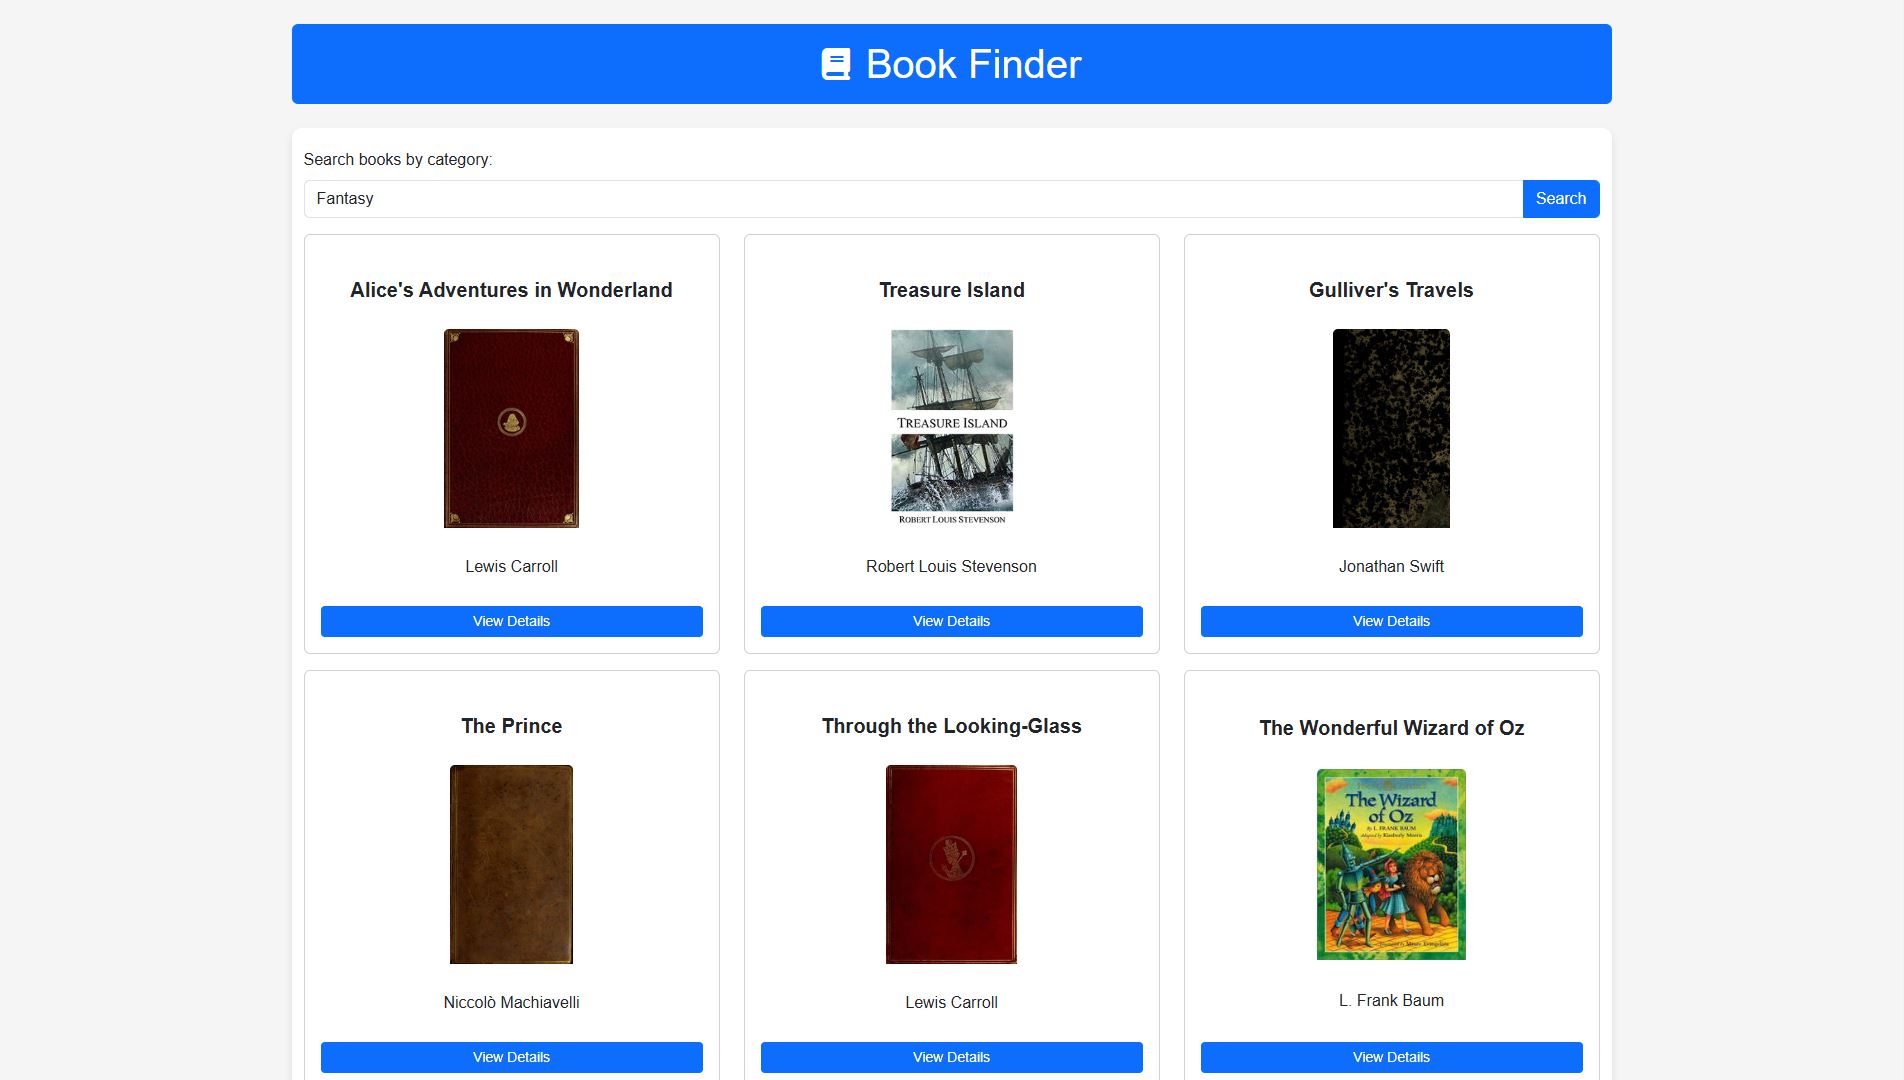 Book Finder
Search books by category:
Fantasy
Search
Alice's Adventures in Wonderland
Lewis Carroll
View Details
Treasure Island
TREASURE ISLAND
ROBERT LOUIS STEVENSON
Robert Louis Stevenson
View Details
Gulliver's Travels
Jonathan Swift
View Details
The Prince
Niccolò Machiavelli
View Details
Through the Looking-Glass
Lewis Carroll
View Details
The Wonderful Wizard of Oz
The Wizard
of Oz
By L. FRANK BAUM
L. Frank Baum
View Details